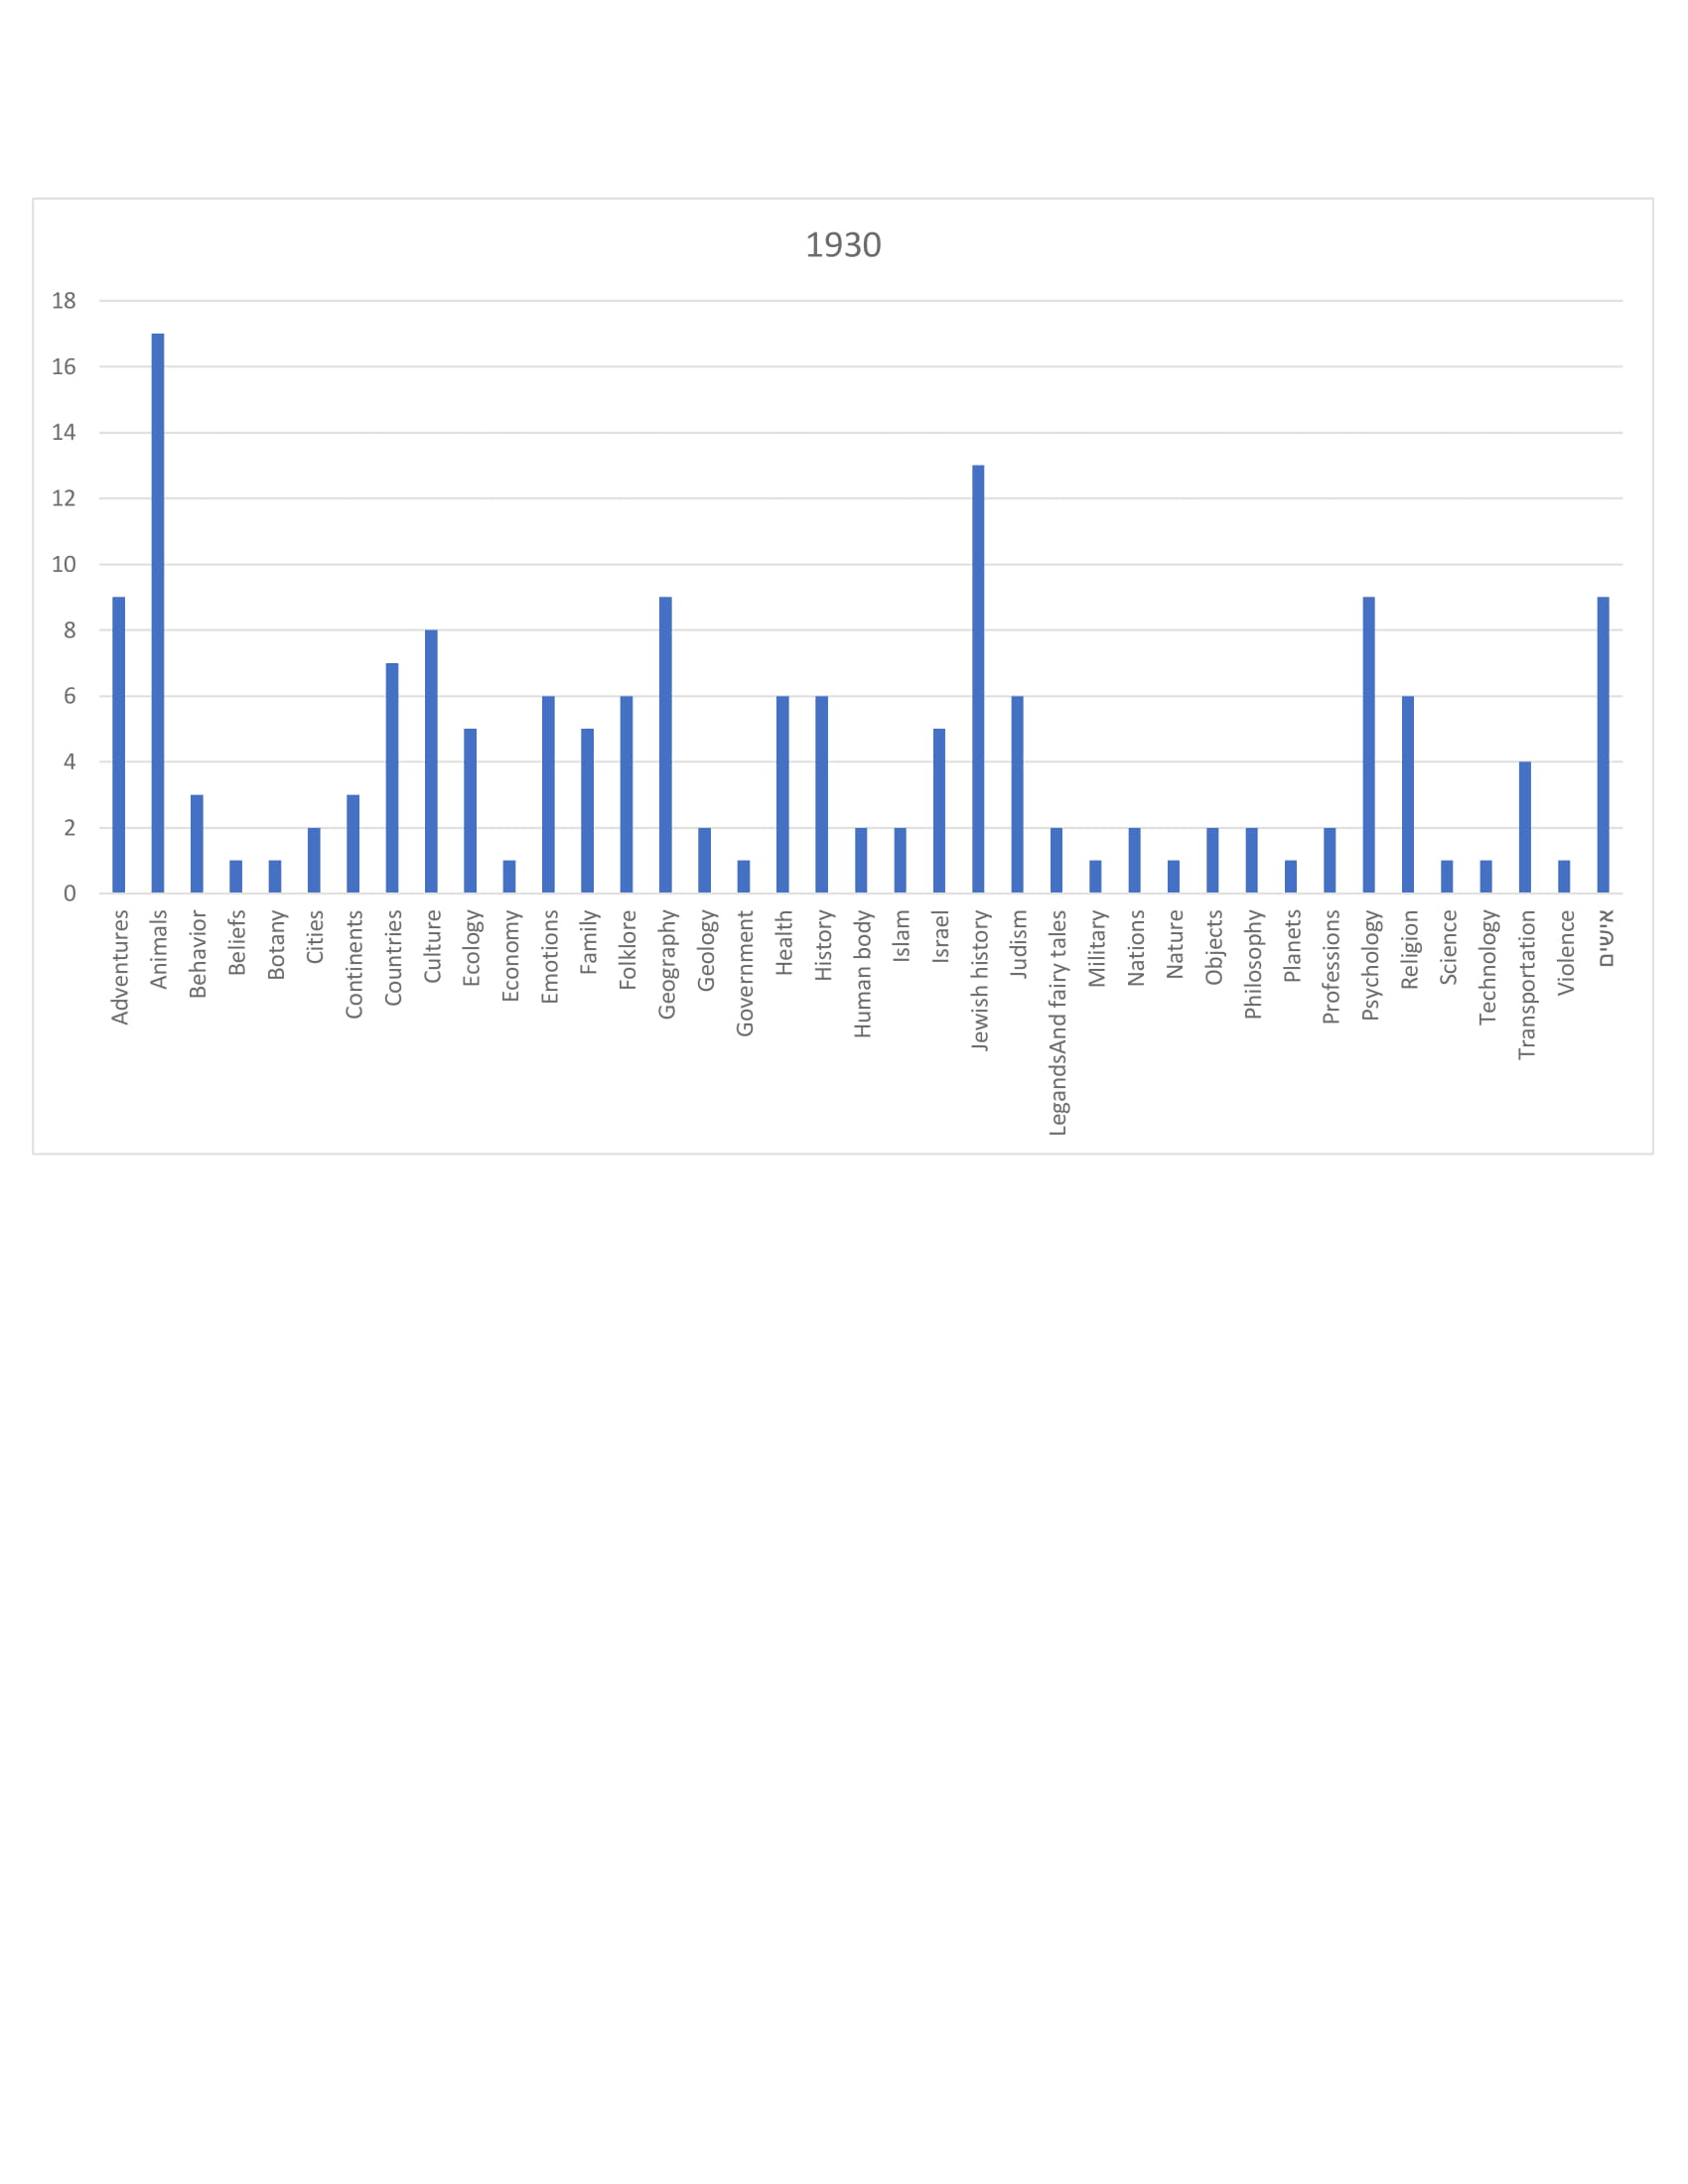 1930
18
16
14
12
10
8
6
4
2
0
Adventures
Animals
Behavior
Beliefs
Botany
Cities
Continents
Countries
Culture
Ecology
Economy
Emotions
Family
Folklore
Geography
Geology
Government
Health
History
Human body
Islam
Israel
Jewish history
Judism
LegandsAnd fairy tales
Military
Nations
Nature
Objects
Philosophy
Planets
Professions
Psychology
Religion
Science
Technology
Transportation
Violence
אישים